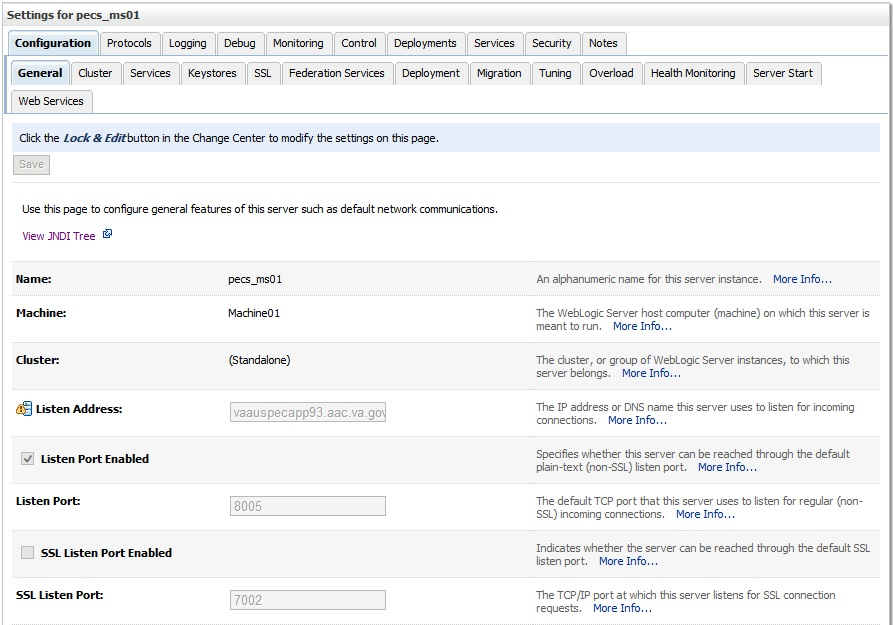 Settings for pecs_ms01
Configuration Protocols Logging Debug Monitoring Control Deployments Services Security Notes
General Cluster Services Keystores SSL Federation Services Deployment Migration Tuning Overload Health Monitoring Server Start
Web Services
Click the Lock & Edit button in the Change Center to modify the settings on this page.
Save
Use this page to configure general features of this server such as default network communications.
View JNDI Tree
Name: pecs_ms01 An alphanumeric name for this server instance. More Info...
Machine: Machine01 The WebLogic Server host computer (machine) on which this server is
meant to run. More Info...
Cluster: (Standalone) The cluster, or group of WebLogic Server instances, to which this
server belongs. More Info...
Listen Address: vaauspecapp93.aac.va.gov The IP address or DNS name this server uses to listen for incoming
connections. More Info...
Listen Port Enabled Specifies whether this server can be reached through the default
plain-text (non-SSL) listen port. More Info...
Listen Port: 8005 The default TCP port that this server uses to listen for regular (non-
SSL) incoming connections. More Info...
SSL Listen Port Enabled Indicates whether the server can be reached through the default SSL
listen port. More Info...
SSL Listen Port: 7002 The TCP/IP port at which this server listens for SSL connection
requests. More Info...